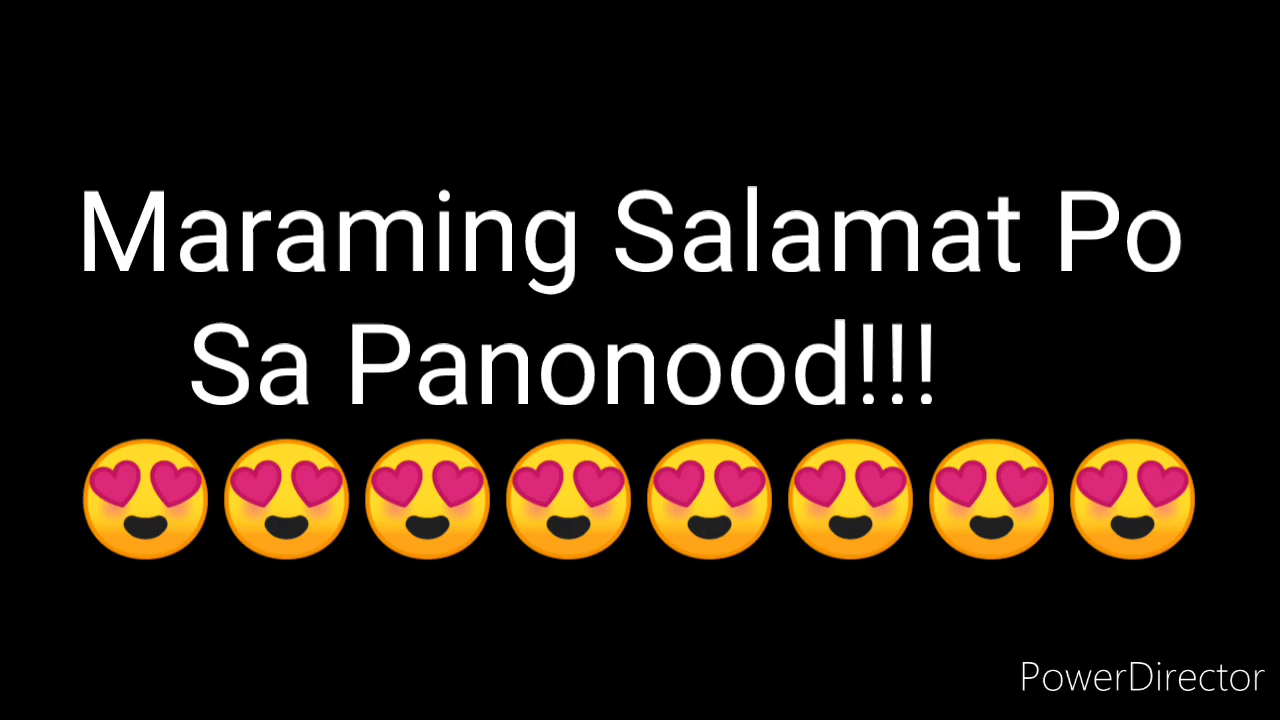 Maraming Salamat Po
Sa Panonood!!!
😍😍😍😍😍😍😍😍
PowerDirector